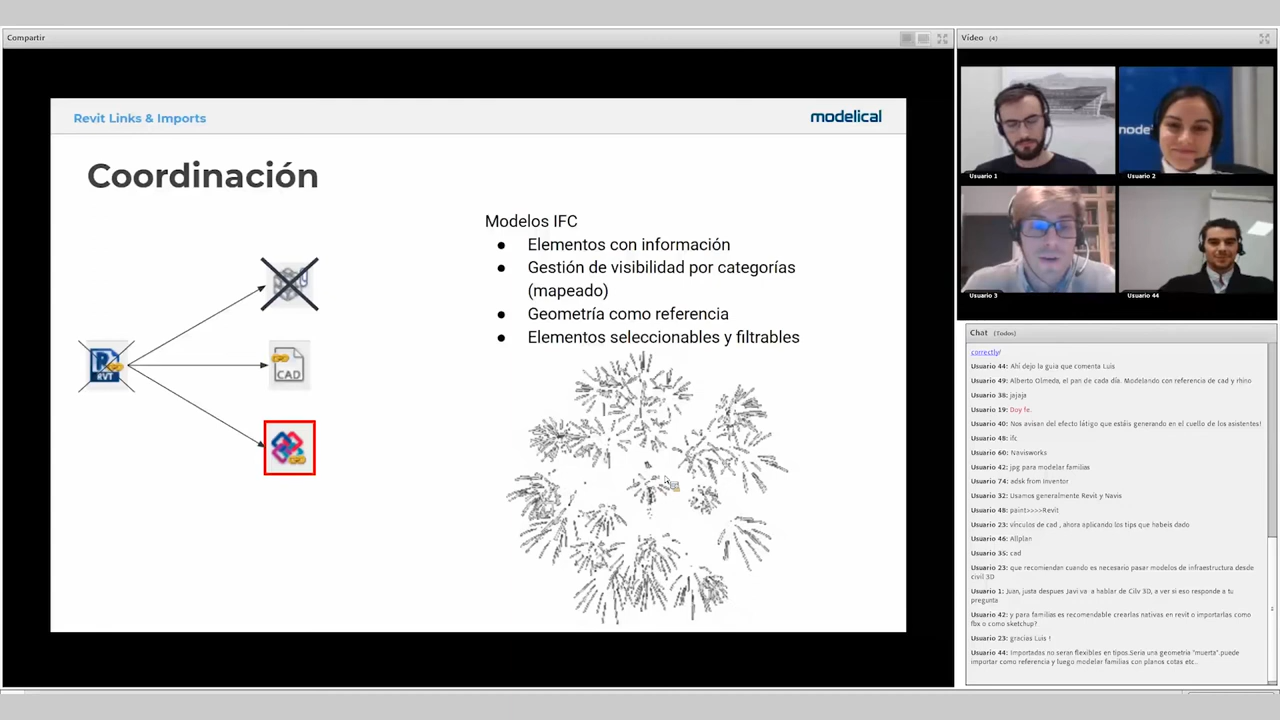 Compartir
Revit Links & Imports
modelical
Coordinación
RVT
CAD
Modelos IFC
● Elementos con información
● Gestión de visibilidad por categorías
(mapeado)
● Geometría como referencia
● Elementos seleccionables y filtrables
Vídeo (4)
node
Usuario 1
Usuario 2
Usuario 3
Usuario 44
Chat (Todos)
correctly/
Usuario 44: Ahí dejo la guia que comenta Luis
Usuario 49: Alberto Olmeda, el pan de cada día. Modelando con referencia de cad y rhino
Usuario 38: jajaja
Usuario 19: Doy fe.
Usuario 40: Nos avisan del efecto látigo que estáis generando en el cuello de los asistentes!
Usuario 48: ifc
Usuario 60: Navisworks
Usuario 42: jpg para modelar familias
Usuario 74: adsk from Inventor
Usuario 32: Usamos generalmente Revit y Navis
Usuario 48: paint>>>>Revit
Usuario 23: vínculos de cad , ahora aplicando los tips que habeis dado
Usuario 46: Allplan
Usuario 35: cad
Usuario 23: que recomiendan cuando es necesario pasar modelos de infraestructura desde
civil 3D
Usuario 1: Juan, justa despues Javi va a hablar de Cilv 3D, a ver si eso responde a tu
pregunta
Usuario 42: y para familias es recomendable crearlas nativas en revit o importarlas como
fbx o como sketchup?
Usuario 23: gracias Luis !
Usuario 44: Importadas no seran flexibles en tipos.Seria una geometria "muerta".puede
importar como referencia y luego modelar familias con planos cotas etc..